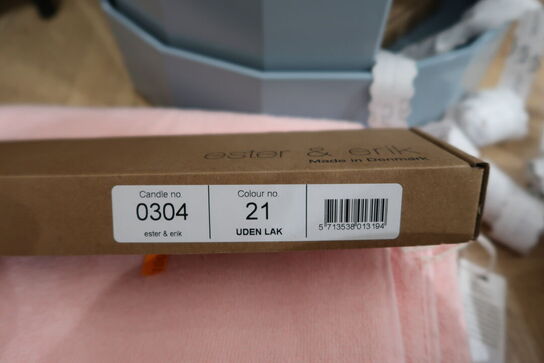 ester & erik
Made in Denmark
Candle no
0304
ester & erik
Colour no
21
UDEN LAK
5 713538 013194